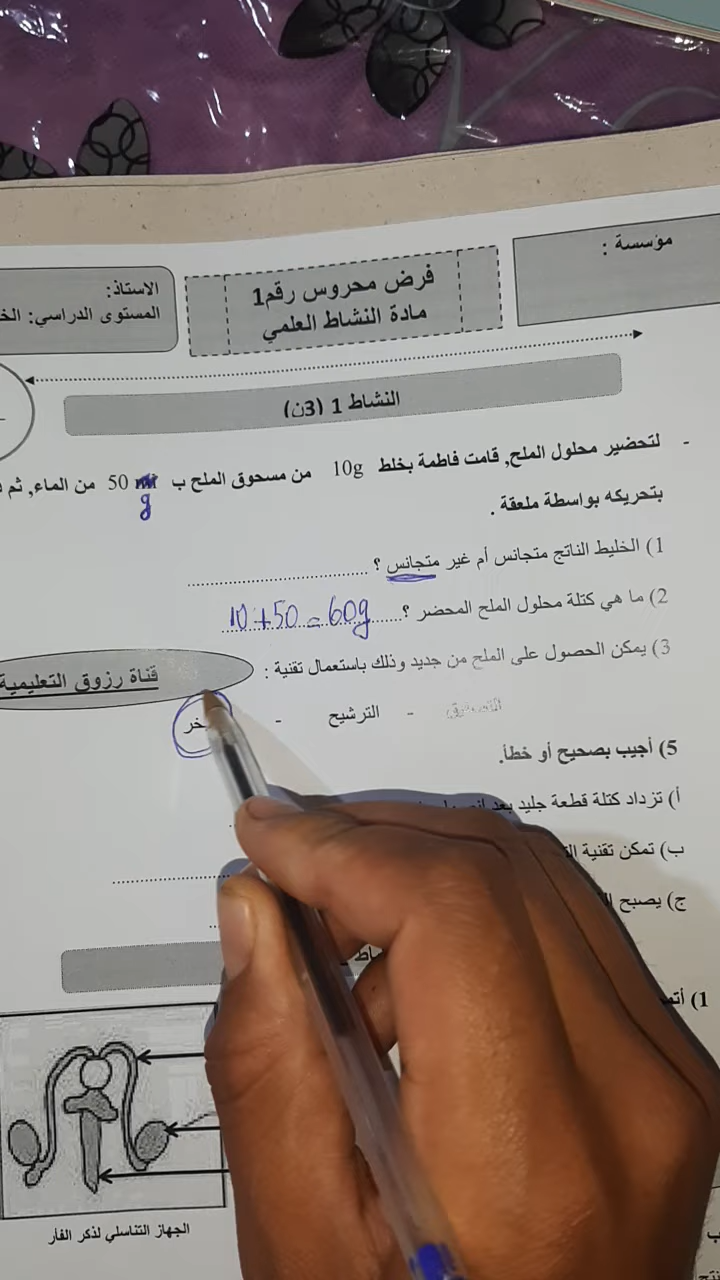 مؤسسة :
فرض محروس رقم1
مادة النشاط العلمي
الاستاذ:
المستوى الدراسي:
النشاط 1 (3ن)
- لتحضير محلول الملح, قامت فاطمة بخلط 10g من مسحوق الملح ب 50 g من الماء, ثم
بتحريكه بواسطة ملعقة .
1) الخليط الناتج متجانس أم غير متجانس ؟
2) ما هي كتلة محلول الملح المحضر ؟ 10+50=60g
3) يمكن الحصول على الملح من جديد وذلك باستعمال تقنية :
قناة رزوق التعليمية
- الترشيح -
5) أجيب بصحيح أو خطأ.
أ) تزداد كتلة قطعة جليد بعد
ب) تمكن تقنية
ج) يصبح
1)
الجهاز التناسلي لذكر الفأر